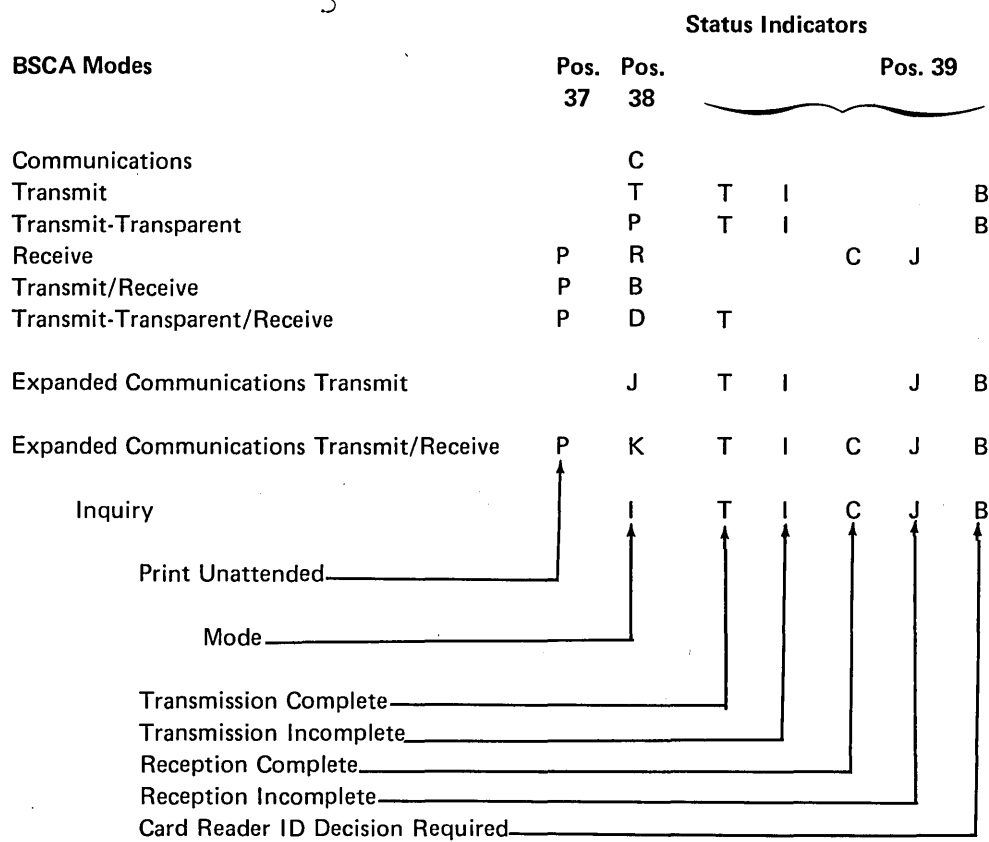 Status Indicators
BSCA Modes Pos. Pos. Pos. 39
37 38
Communications C
Transmit T T I B
Transmit-Transparent P T I B
Receive P R C J
Transmit/Receive P B
Transmit-Transparent/Receive P D T
Expanded Communications Transmit J T I J B
Expanded Communications Transmit/Receive P K T I C J B
Inquiry I T I C J B
Print Unattended
Mode
Transmission Complete
Transmission Incomplete
Reception Complete
Reception Incomplete
Card Reader ID Decision Required